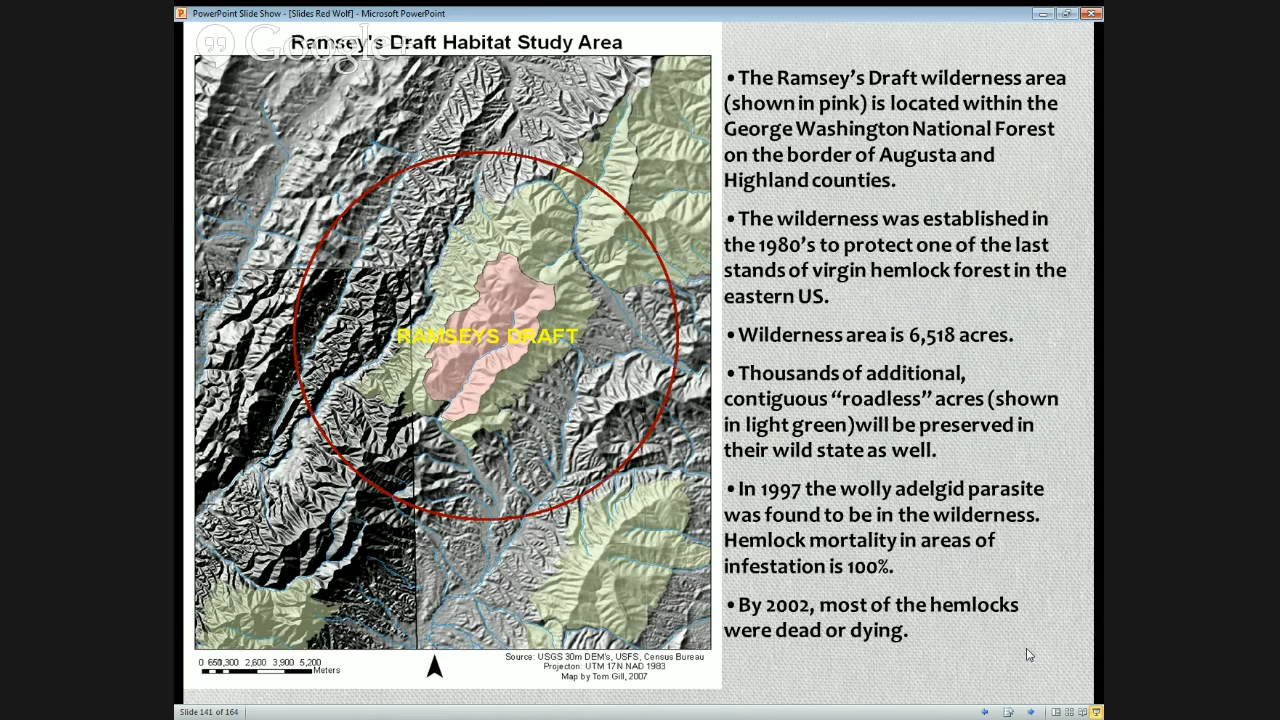 PowerPoint Slide Show - [Slides Red Wolf] - Microsoft PowerPoint
Google
Ramsey's Draft Habitat Study Area
RAMSEYS DRAFT
Source: USGS 30m DEM's, USFS, Census Bureau
Projecton: UTM 17N NAD 1983
Map by Tom Gill, 2007
2,600 3,900 5,200
Meters
•The Ramsey's Draft wilderness area
(shown in pink) is located within the
George Washington National Forest
on the border of Augusta and
Highland counties.
•The wilderness was established in
the 1980's to protect one of the last
stands of virgin hemlock forest in the
eastern US.
•Wilderness area is 6,518 acres.
•Thousands of additional,
contiguous “roadless” acres (shown
in light green)will be preserved in
their wild state as well.
•In 1997 the wolly adelgid parasite
was found to be in the wilderness.
Hemlock mortality in areas of
infestation is 100%.
•By 2002, most of the hemlocks
were dead or dying.
Slide 141 of 164